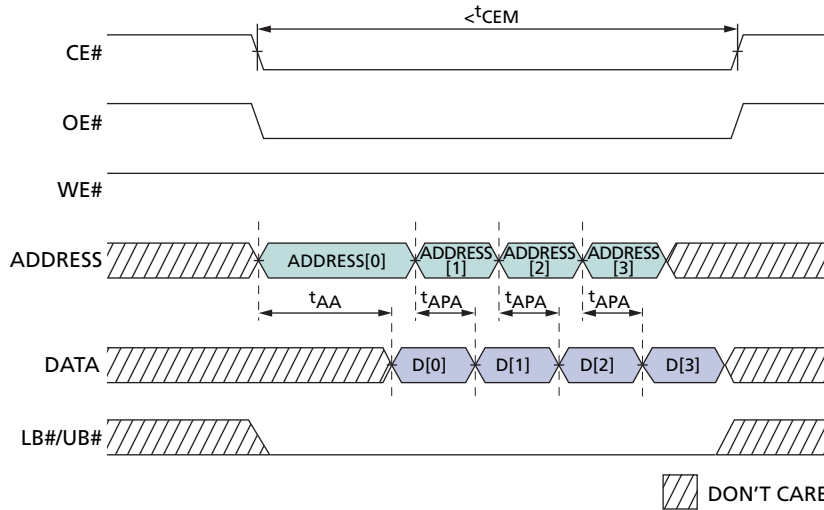 <tCEM
CE#
OE#
WE#
ADDRESS
ADDRESS[0]
ADDRESS
[1]
ADDRESS
[2]
ADDRESS
[3]
tAA
tAPA
tAPA
tAPA
DATA
D[0]
D[1]
D[2]
D[3]
LB#/UB#
DON'T CARE